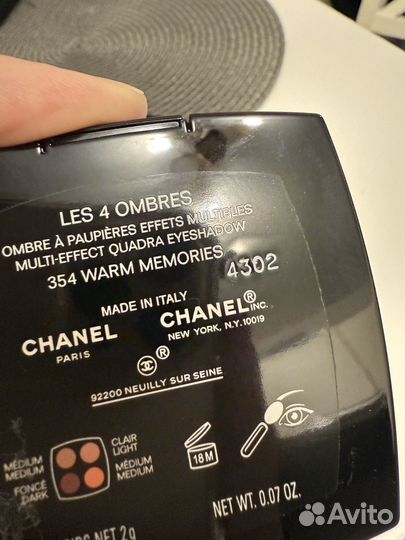 LES 4 OMBRES
OMBRE À PAUPIÈRES EFFETS MULTIPLES
MULTI-EFFECT QUADRA EYESHADOW
354 WARM MEMORIES
4302
MADE IN ITALY
CHANEL
PARIS
CHANEL® INC.
NEW YORK, N.Y. 10019
®
92200 NEUILLY SUR SEINE
MÉDIUM
MEDIUM
CLAIR
LIGHT
FONCÉ
DARK
MÉDIUM
MEDIUM
18M
2g
NET WT. 0.07 OZ.
Avito